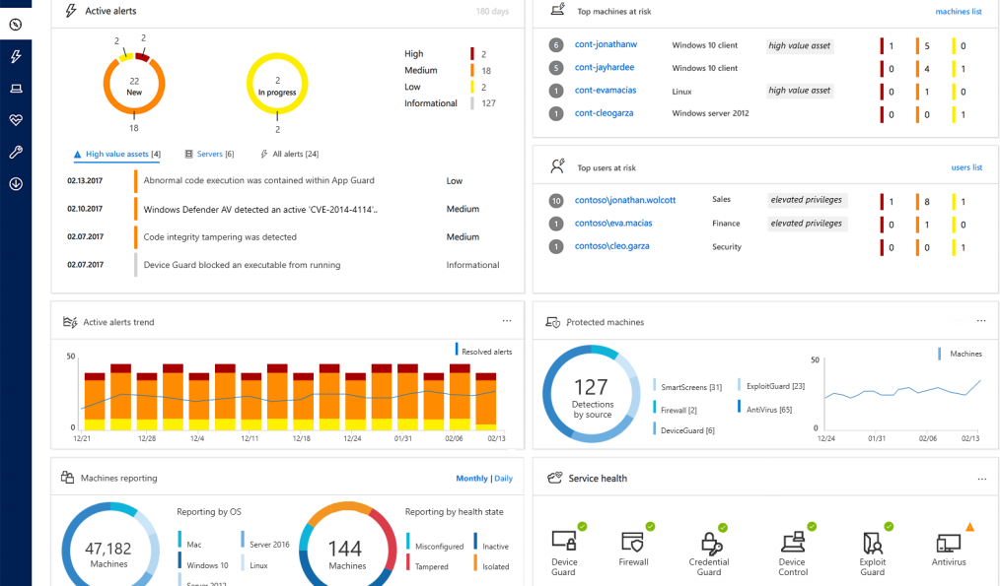 Active alerts
180 days
2
2
22
New
18
2
In progress
2
High 2
Medium 18
Low 2
Informational 127
High value assets [4]
Servers [6]
All alerts [24]
02.13.2017 Abnormal code execution was contained within App Guard Low
02.10.2017 Windows Defender AV detected an active 'CVE-2014-4114'.. Medium
02.07.2017 Code integrity tampering was detected Medium
02.07.2017 Device Guard blocked an executable from running Informational
Top machines at risk
machines list
6 cont-jonathanw Windows 10 client high value asset 1 5 0
5 cont-jayhardee Windows 10 client 0 4 1
1 cont-evamacias Linux high value asset 0 1 0
1 cont-cleogarza Windows server 2012 0 0 1
Top users at risk
users list
10 contoso\jonathan.wolcott Sales elevated privileges 1 8 1
1 contoso\eva.macias Finance elevated privileges 0 1 0
1 contoso\cleo.garza Security 0 0 1
Active alerts trend
...
Resolved alerts
50
0
12/21 12/28 12/4 12/11 12/18 12/24 01/31 02/06 02/13
Protected machines
...
127
Detections
by source
SmartScreens [31]
ExploitGuard [23]
Firewall [2]
AntiVirus [65]
DeviceGuard [6]
Machines
50
0
12/24 01/31 02/06 02/13
Machines reporting
Monthly | Daily
47,182
Machines
Reporting by OS
Mac
Server 2016
Windows 10
Linux
Server 2012
144
Machines
Reporting by health state
Misconfigured
Inactive
Tampered
Isolated
Service health
...
Device
Guard
Firewall
Credential
Guard
Device
Control
Exploit
Guard
Antivirus